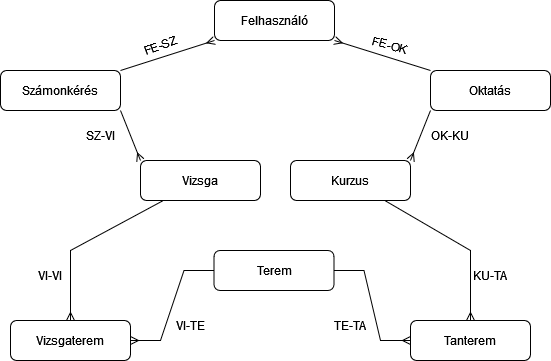 Felhasználó
FE-SZ
FE-OK
Számonkérés
Oktatás
SZ-VI
OK-KU
Vizsga
Kurzus
VI-VI
Terem
KU-TA
VI-TE
TE-TA
Vizsgaterem
Tanterem